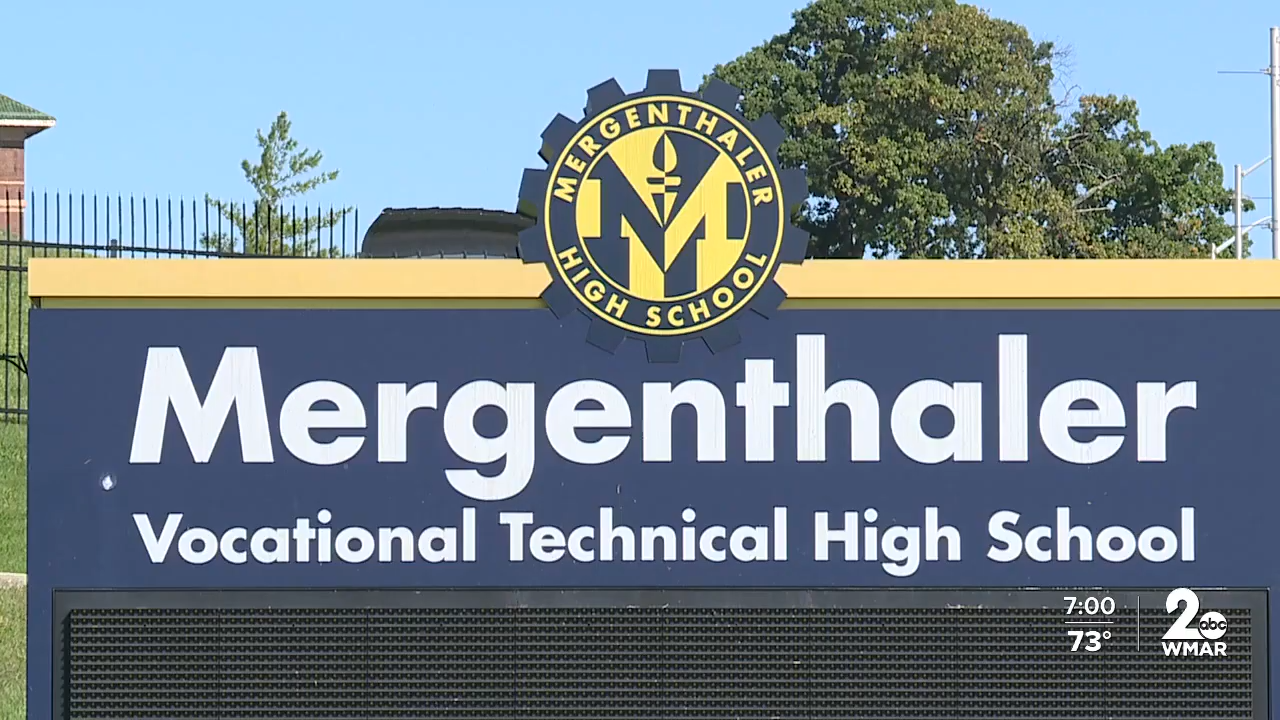 MERGENTHALER
M
HIGH SCHOOL
Mergenthaler
Vocational Technical High School
7:00
73°
2 abc
WMAR